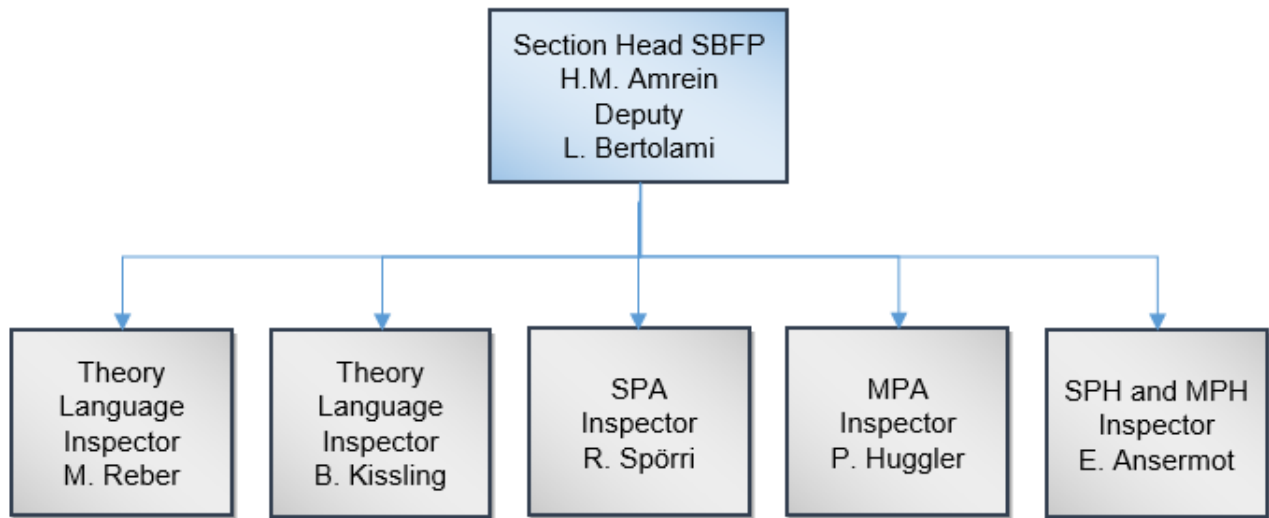 Section Head SBFP
H.M. Amrein
Deputy
L. Bertolami
Theory
Language
Inspector
M. Reber
Theory
Language
Inspector
B. Kissling
SPA
Inspector
R. Spörri
MPA
Inspector
P. Huggler
SPH and MPH
Inspector
E. Ansermot